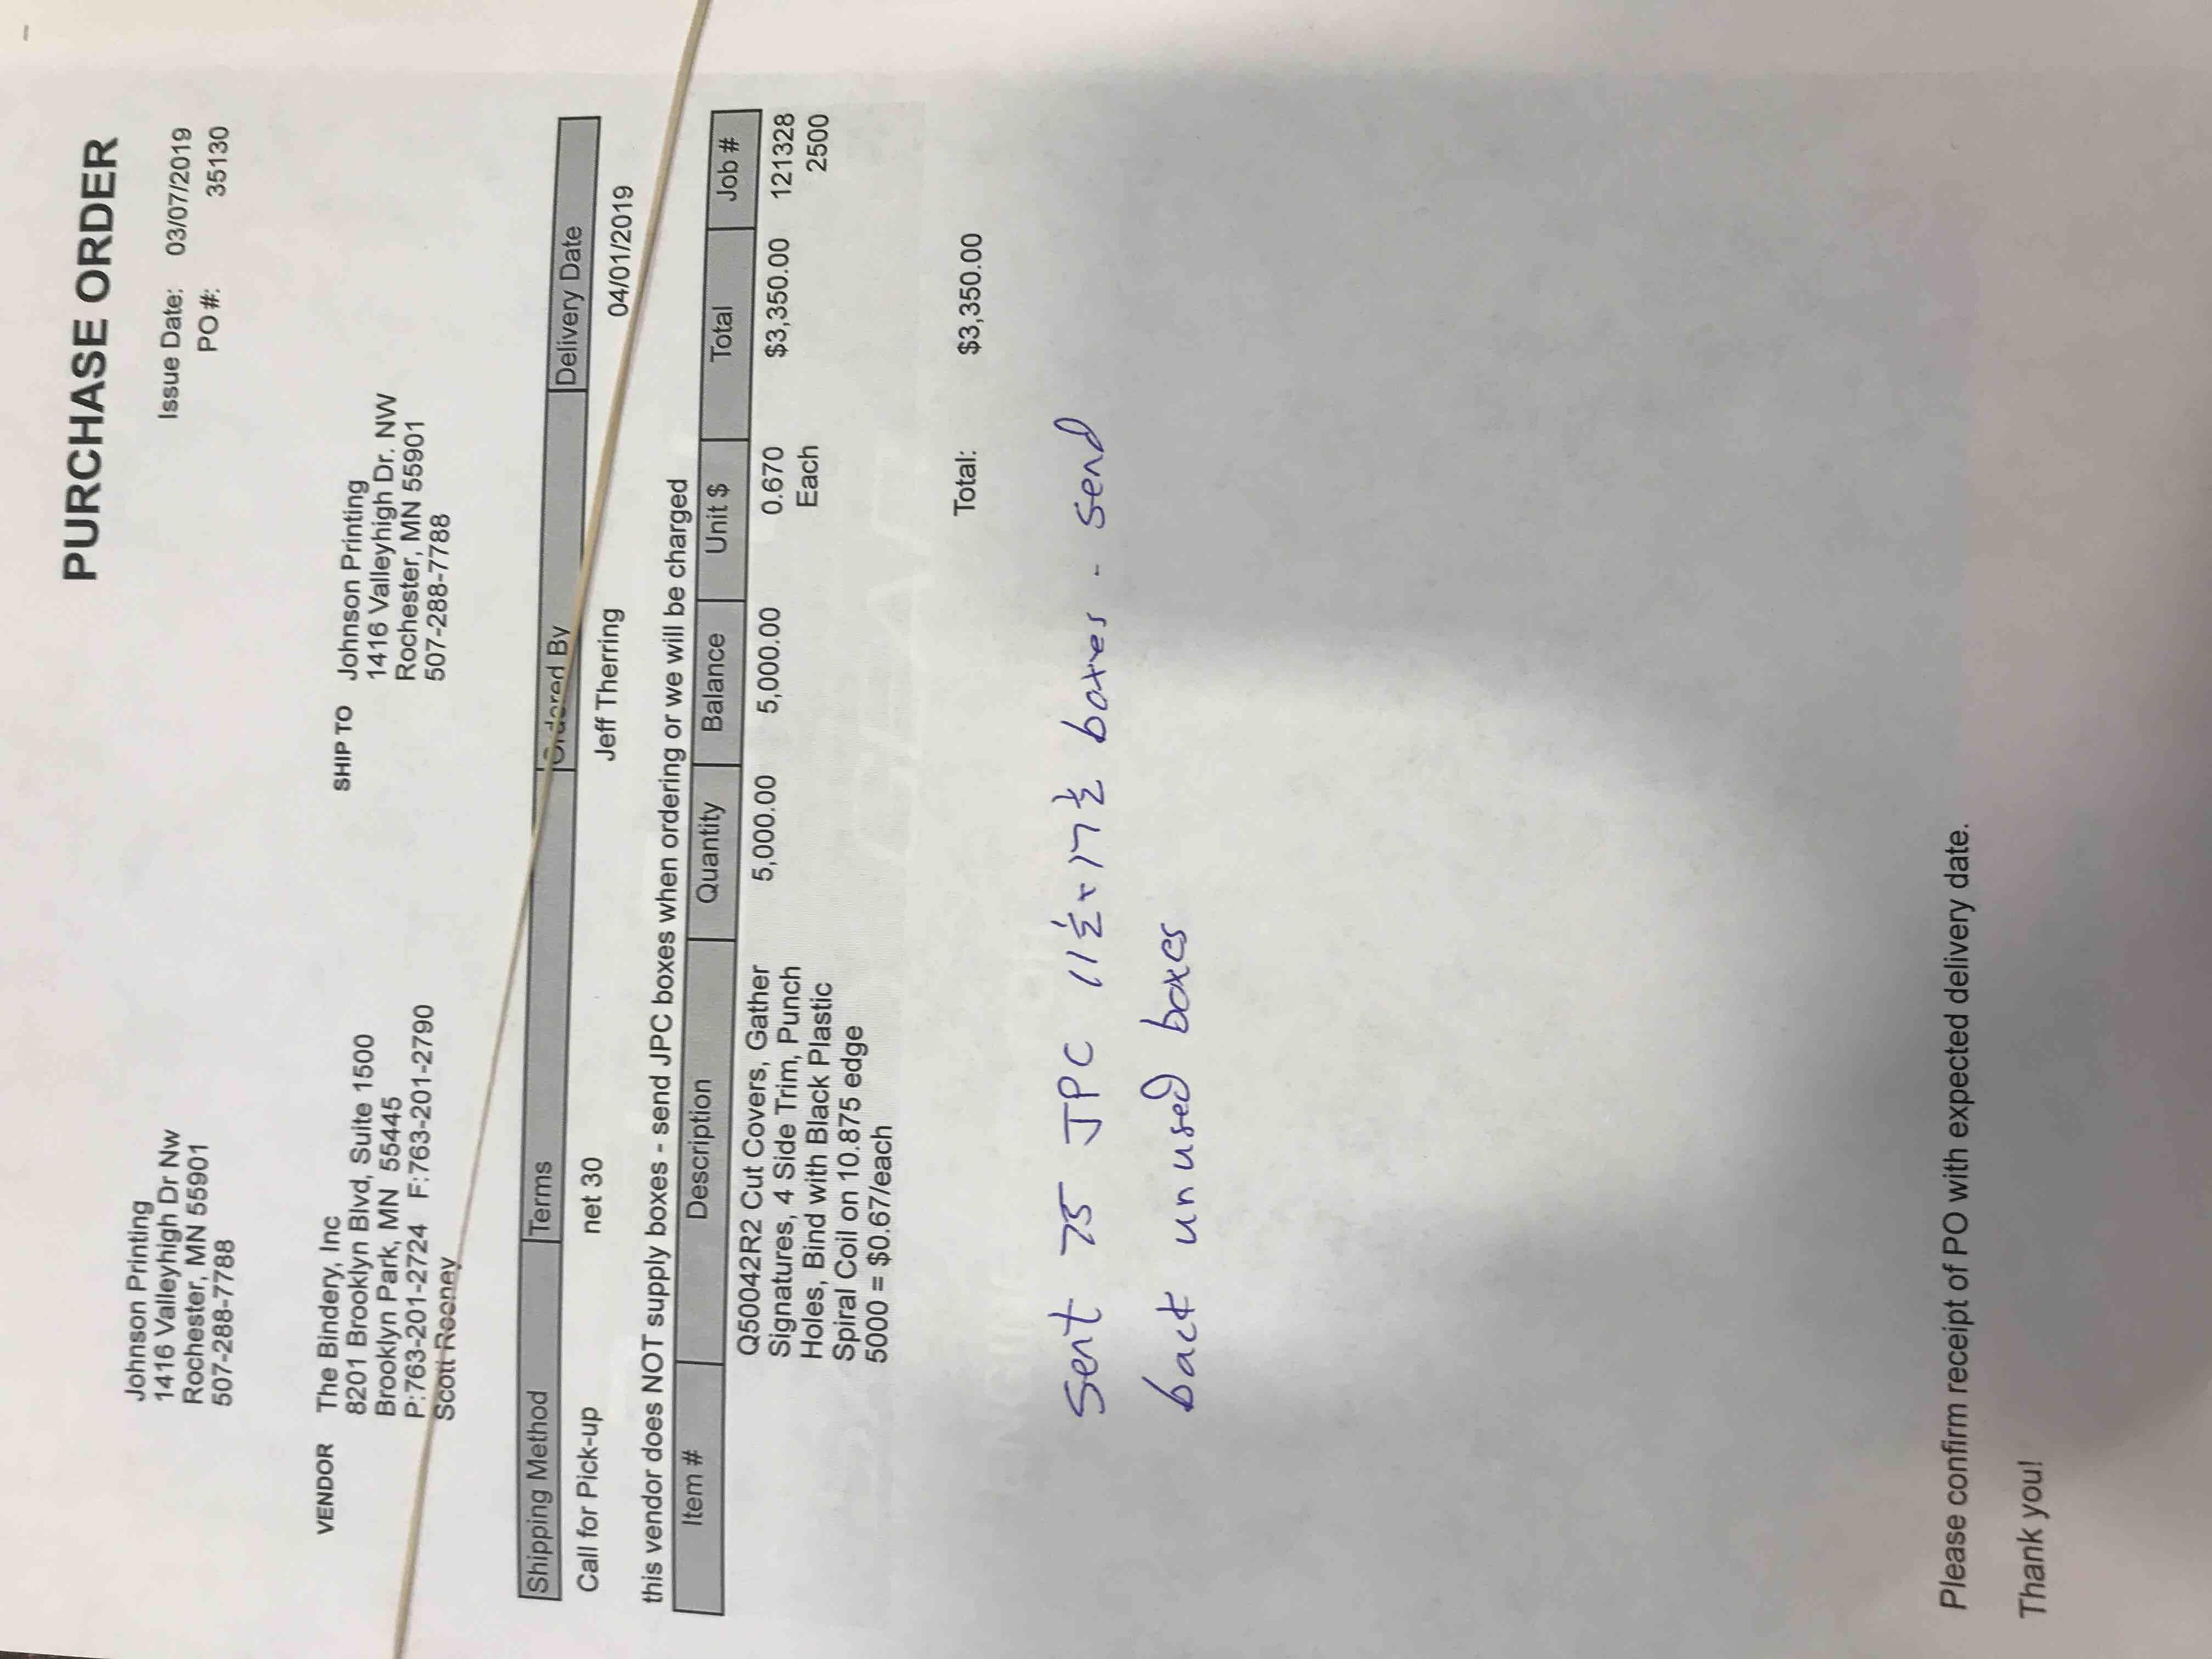 PURCHASE ORDER
Johnson Printing
1416 Valleyhigh Dr Nw
Rochester, MN 55901
507-288-7788
Issue Date: 03/07/2019
PO #: 35130
VENDOR The Bindery, Inc
8201 Brooklyn Blvd, Suite 1500
Brooklyn Park, MN 55445
P:763-201-2724 F:763-201-2790
Scott Rooney
SHIP TO Johnson Printing
1416 Valleyhigh Dr. NW
Rochester, MN 55901
507-288-7788
Shipping Method Terms Ordered By Delivery Date
Call for Pick-up net 30 Jeff Therring 04/01/2019
this vendor does NOT supply boxes - send JPC boxes when ordering or we will be charged
Item # Description Quantity Balance Unit $ Total Job #
Q50042R2 Cut Covers, Gather 5,000.00 5,000.00 0.670 $3,350.00 121328
Signatures, 4 Side Trim, Punch Each 2500
Holes, Bind with Black Plastic
Spiral Coil on 10.875 edge
5000 = $0.67/each
Total: $3,350.00
Sent 75 JPC 11½ x 17½ boxes - send
back unused boxes
Please confirm receipt of PO with expected delivery date.
Thank you!